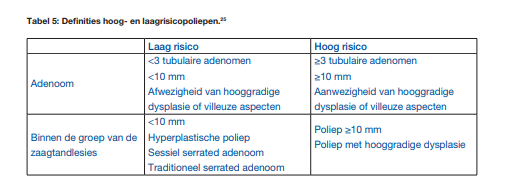 Tabel 5: Definities hoog- en laagrisicopoliepen.²⁵
Laag risico
Hoog risico
Adenoom
<3 tubulaire adenomen
<10 mm
Afwezigheid van hooggradige
dysplasie of villeuze aspecten
≥3 tubulaire adenomen
≥10 mm
Aanwezigheid van hooggradige
dysplasie of villeuze aspecten
Binnen de groep van de
zaagtandlesies
<10 mm
Hyperplastische poliep
Sessiel serrated adenoom
Traditioneel serrated adenoom
Poliep ≥10 mm
Poliep met hooggradige dysplasie